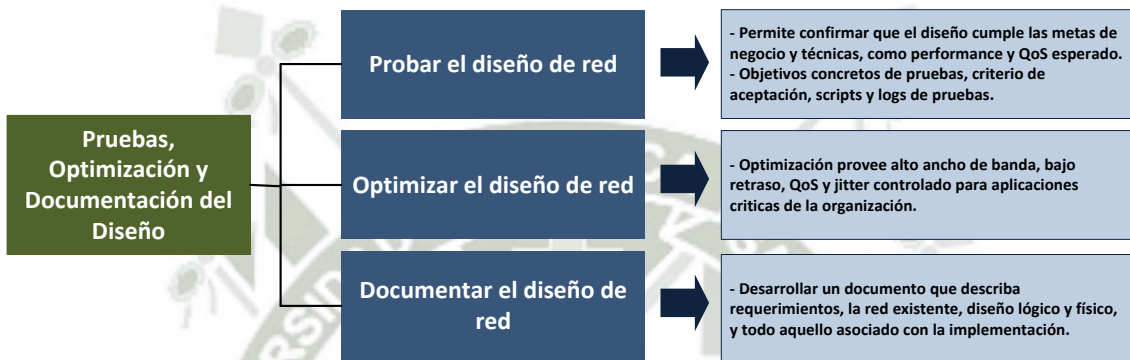 Pruebas,
Optimización y
Documentación del
Diseño
Probar el diseño de red
- Permite confirmar que el diseño cumple las metas de
negocio y técnicas, como performance y QoS esperado.
- Objetivos concretos de pruebas, criterio de
aceptación, scripts y logs de pruebas.
Optimizar el diseño de red
- Optimización provee alto ancho de banda, bajo
retraso, QoS y jitter controlado para aplicaciones
criticas de la organización.
Documentar el diseño de
red
- Desarrollar un documento que describa
requerimientos, la red existente, diseño lógico y físico,
y todo aquello asociado con la implementación.